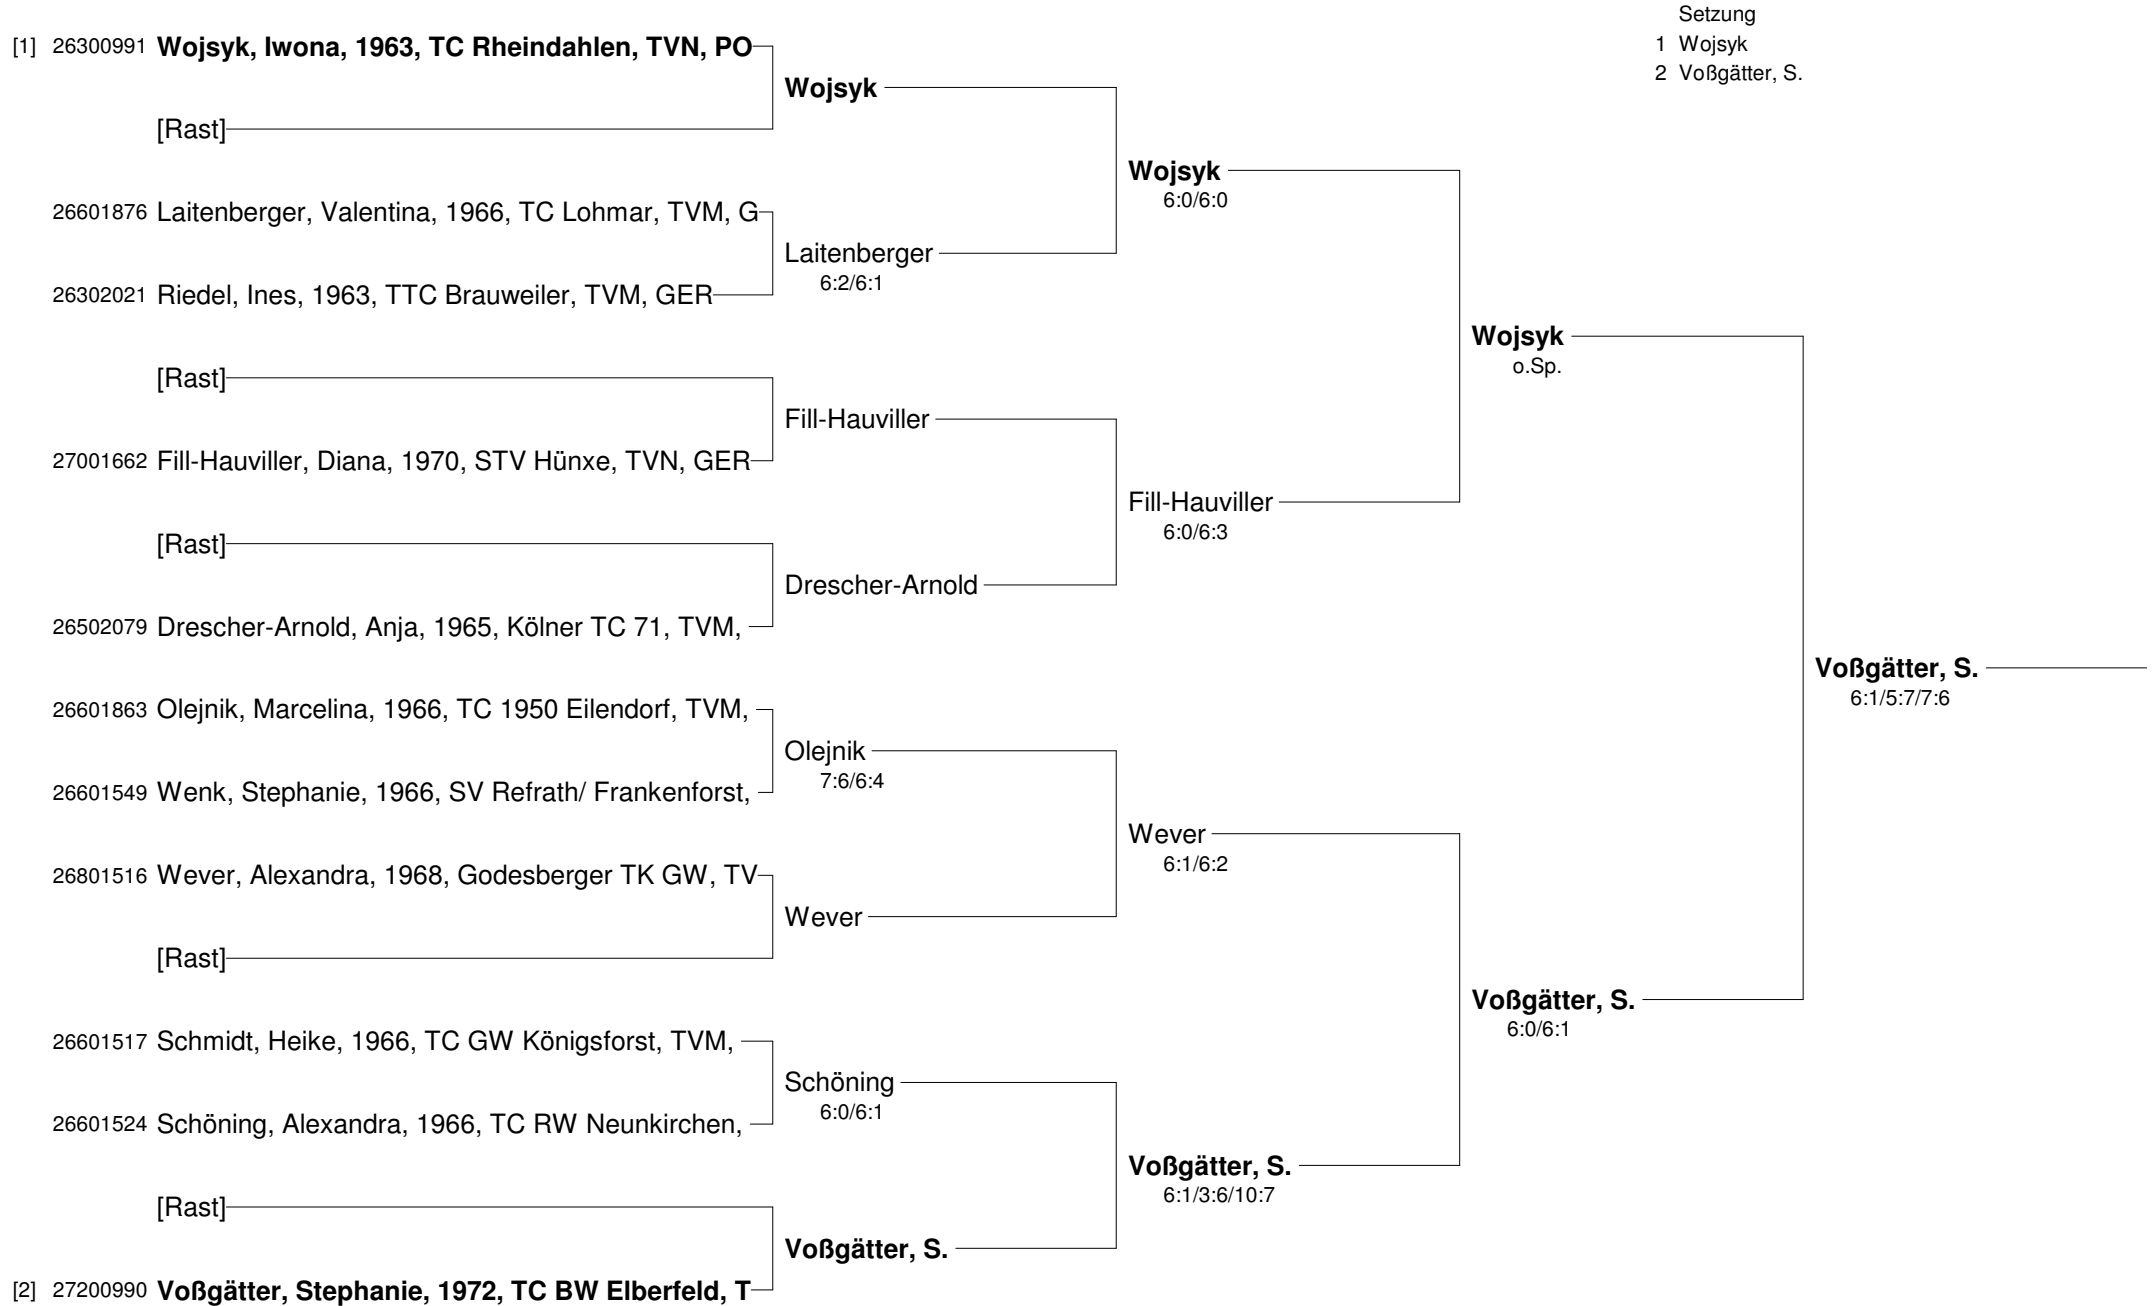 Setzung
1 Wojsyk
2 Voßgätter, S.
[1] 26300991 Wojsyk, Iwona, 1963, TC Rheindahlen, TVN, PO
[Rast]
26601876 Laitenberger, Valentina, 1966, TC Lohmar, TVM, G
26302021 Riedel, Ines, 1963, TTC Brauweiler, TVM, GER
[Rast]
27001662 Fill-Hauviller, Diana, 1970, STV Hünxe, TVN, GER
[Rast]
26502079 Drescher-Arnold, Anja, 1965, Kölner TC 71, TVM,
26601863 Olejnik, Marcelina, 1966, TC 1950 Eilendorf, TVM,
26601549 Wenk, Stephanie, 1966, SV Refrath/ Frankenforst,
26801516 Wever, Alexandra, 1968, Godesberger TK GW, TV
[Rast]
26601517 Schmidt, Heike, 1966, TC GW Königsforst, TVM,
26601524 Schöning, Alexandra, 1966, TC RW Neunkirchen,
[Rast]
[2] 27200990 Voßgätter, Stephanie, 1972, TC BW Elberfeld, T
Wojsyk
Laitenberger
6:2/6:1
Fill-Hauviller
Drescher-Arnold
Olejnik
7:6/6:4
Wever
Schöning
6:0/6:1
Voßgätter, S.
Wojsyk
6:0/6:0
Fill-Hauviller
6:0/6:3
Wever
6:1/6:2
Voßgätter, S.
6:1/3:6/10:7
Wojsyk
o.Sp.
Voßgätter, S.
6:0/6:1
Voßgätter, S.
6:1/5:7/7:6